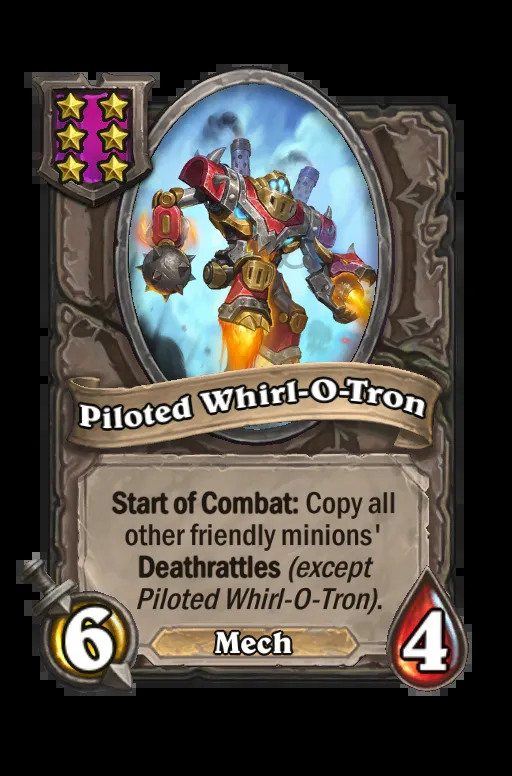 Piloted Whirl-O-Tron
Start of Combat: Copy all
other friendly minions'
Deathrattles (except
Piloted Whirl-O-Tron).
6
Mech
4